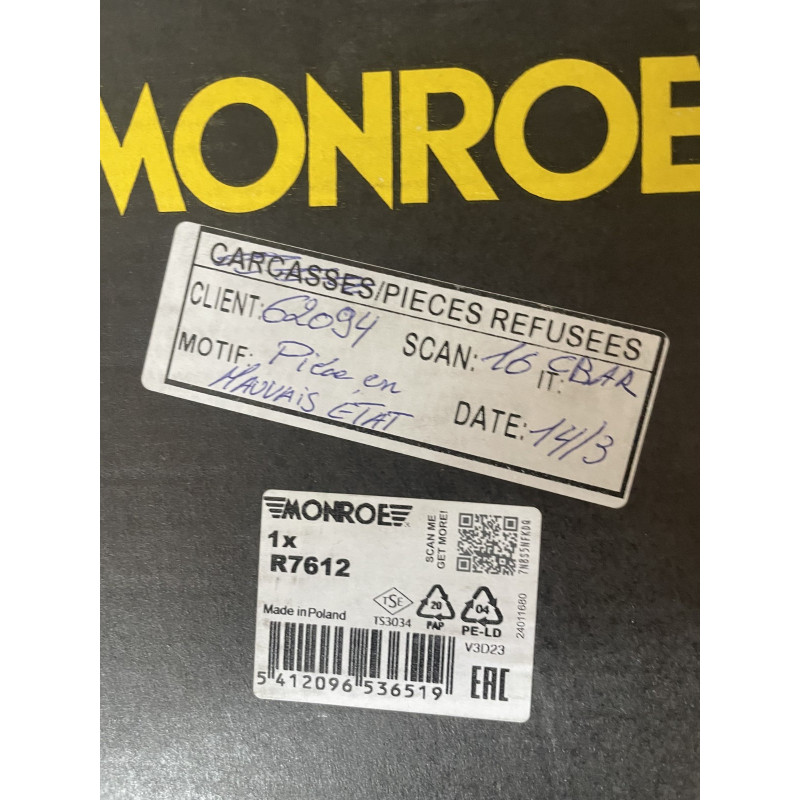 MONROE
CARCASSES/PIECES REFUSEES
CLIENT: 62094
SCAN: 16
IT: CBAR
MOTIF: Pièce en
MAUVAIS ETAT
DATE: 14/3
MONROE
1x
R7612
SCAN ME
GET MORE!
7N8S5NFKDQ
Made in Poland
TSE
TS3034
20
PAP
04
PE-LD
24011680
V3D23
5 412096 536519
EAC